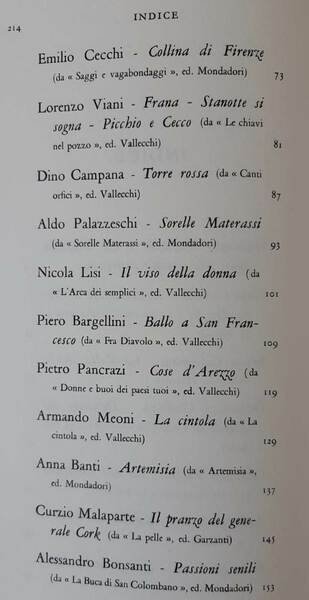 INDICE
214
Emilio Cecchi - Collina di Firenze
(da « Saggi e vagabondaggi », ed. Mondadori) 73
Lorenzo Viani - Frana - Stanotte si
sogna - Picchio e Cecco (da « Le chiavi
nel pozzo », ed. Vallecchi) 81
Dino Campana - Torre rossa (da « Canti
orfici », ed. Vallecchi) 87
Aldo Palazzeschi - Sorelle Materassi
(da « Sorelle Materassi », ed. Mondadori) 93
Nicola Lisi - Il viso della donna (da
« L'Arca dei semplici », ed. Vallecchi) 101
Piero Bargellini - Ballo a San Fran-
cesco (da « Fra Diavolo », ed. Vallecchi) 109
Pietro Pancrazi - Cose d'Arezzo (da
« Donne e buoi dei paesi tuoi », ed. Vallecchi) 119
Armando Meoni - La cintola (da « La
cintola », ed. Vallecchi) 129
Anna Banti - Artemisia (da « Artemisia »,
ed. Mondadori) 137
Curzio Malaparte - Il pranzo del gene-
rale Cork (da « La pelle », ed. Garzanti) 145
Alessandro Bonsanti - Passioni senili
(da « La Buca di San Colombano », ed. Mondadori) 153